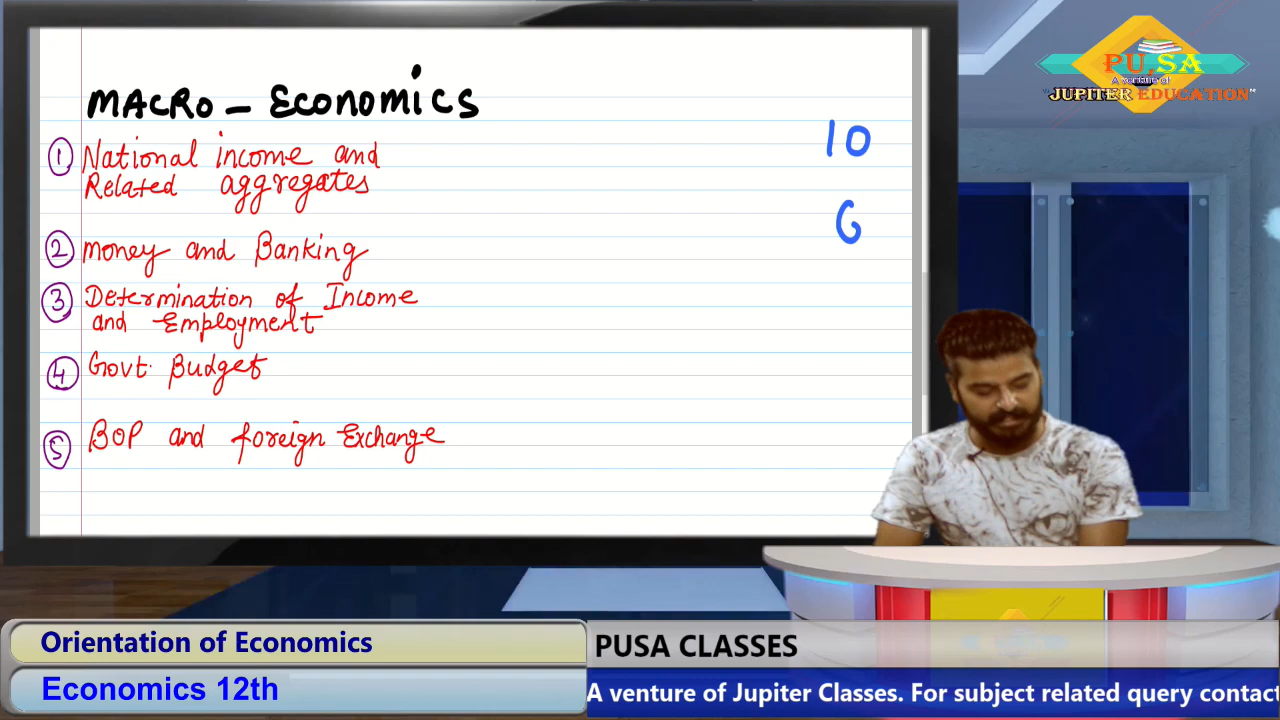 MACRO - ECONOMICS
1 National income and
Related aggregates
10
2 money and Banking
6
3 Determination of Income
and Employment
4 Govt. Budget
5 BOP and foreign Exchange
PU.SA
A venture of
"JUPITER EDUCATION"
Orientation of Economics
PUSA CLASSES
Economics 12th
A venture of Jupiter Classes. For subject related query contact